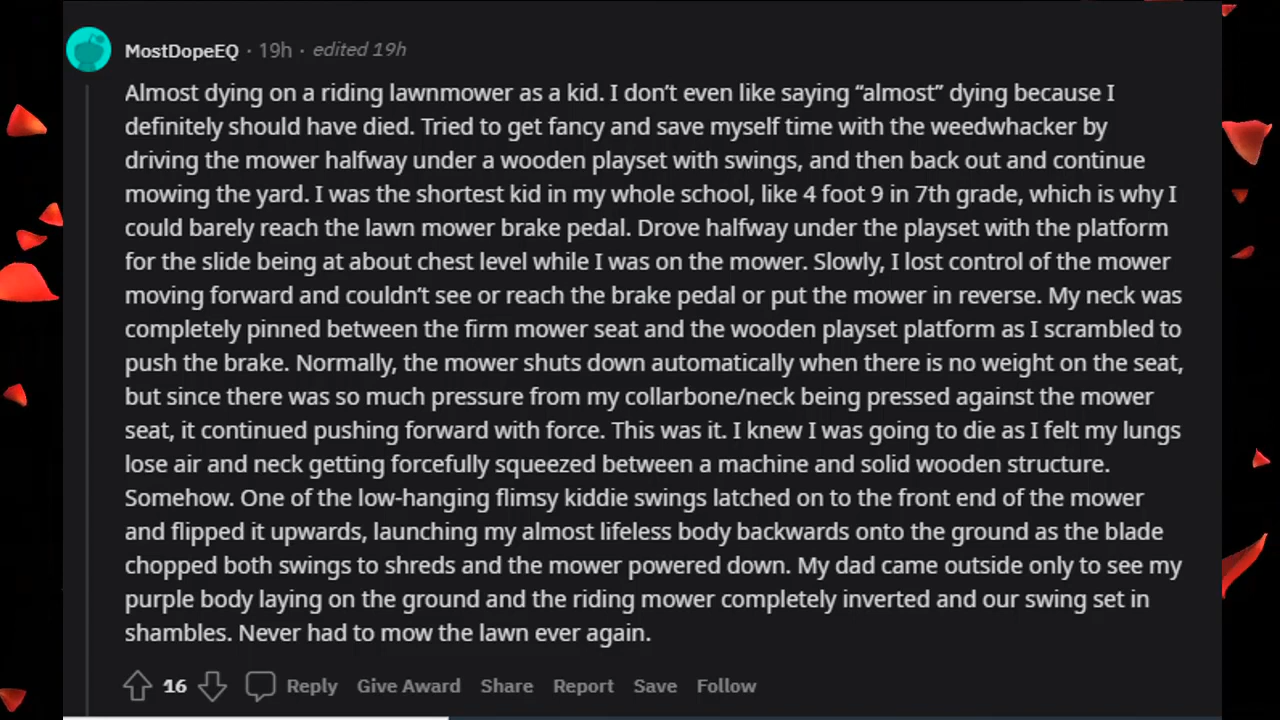 MostDopeEQ · 19h · edited 19h
Almost dying on a riding lawnmower as a kid. I don’t even like saying “almost” dying because I
definitely should have died. Tried to get fancy and save myself time with the weedwhacker by
driving the mower halfway under a wooden playset with swings, and then back out and continue
mowing the yard. I was the shortest kid in my whole school, like 4 foot 9 in 7th grade, which is why I
could barely reach the lawn mower brake pedal. Drove halfway under the playset with the platform
for the slide being at about chest level while I was on the mower. Slowly, I lost control of the mower
moving forward and couldn’t see or reach the brake pedal or put the mower in reverse. My neck was
completely pinned between the firm mower seat and the wooden playset platform as I scrambled to
push the brake. Normally, the mower shuts down automatically when there is no weight on the seat,
but since there was so much pressure from my collarbone/neck being pressed against the mower
seat, it continued pushing forward with force. This was it. I knew I was going to die as I felt my lungs
lose air and neck getting forcefully squeezed between a machine and solid wooden structure.
Somehow. One of the low-hanging flimsy kiddie swings latched on to the front end of the mower
and flipped it upwards, launching my almost lifeless body backwards onto the ground as the blade
chopped both swings to shreds and the mower powered down. My dad came outside only to see my
purple body laying on the ground and the riding mower completely inverted and our swing set in
shambles. Never had to mow the lawn ever again.
16 Reply Give Award Share Report Save Follow